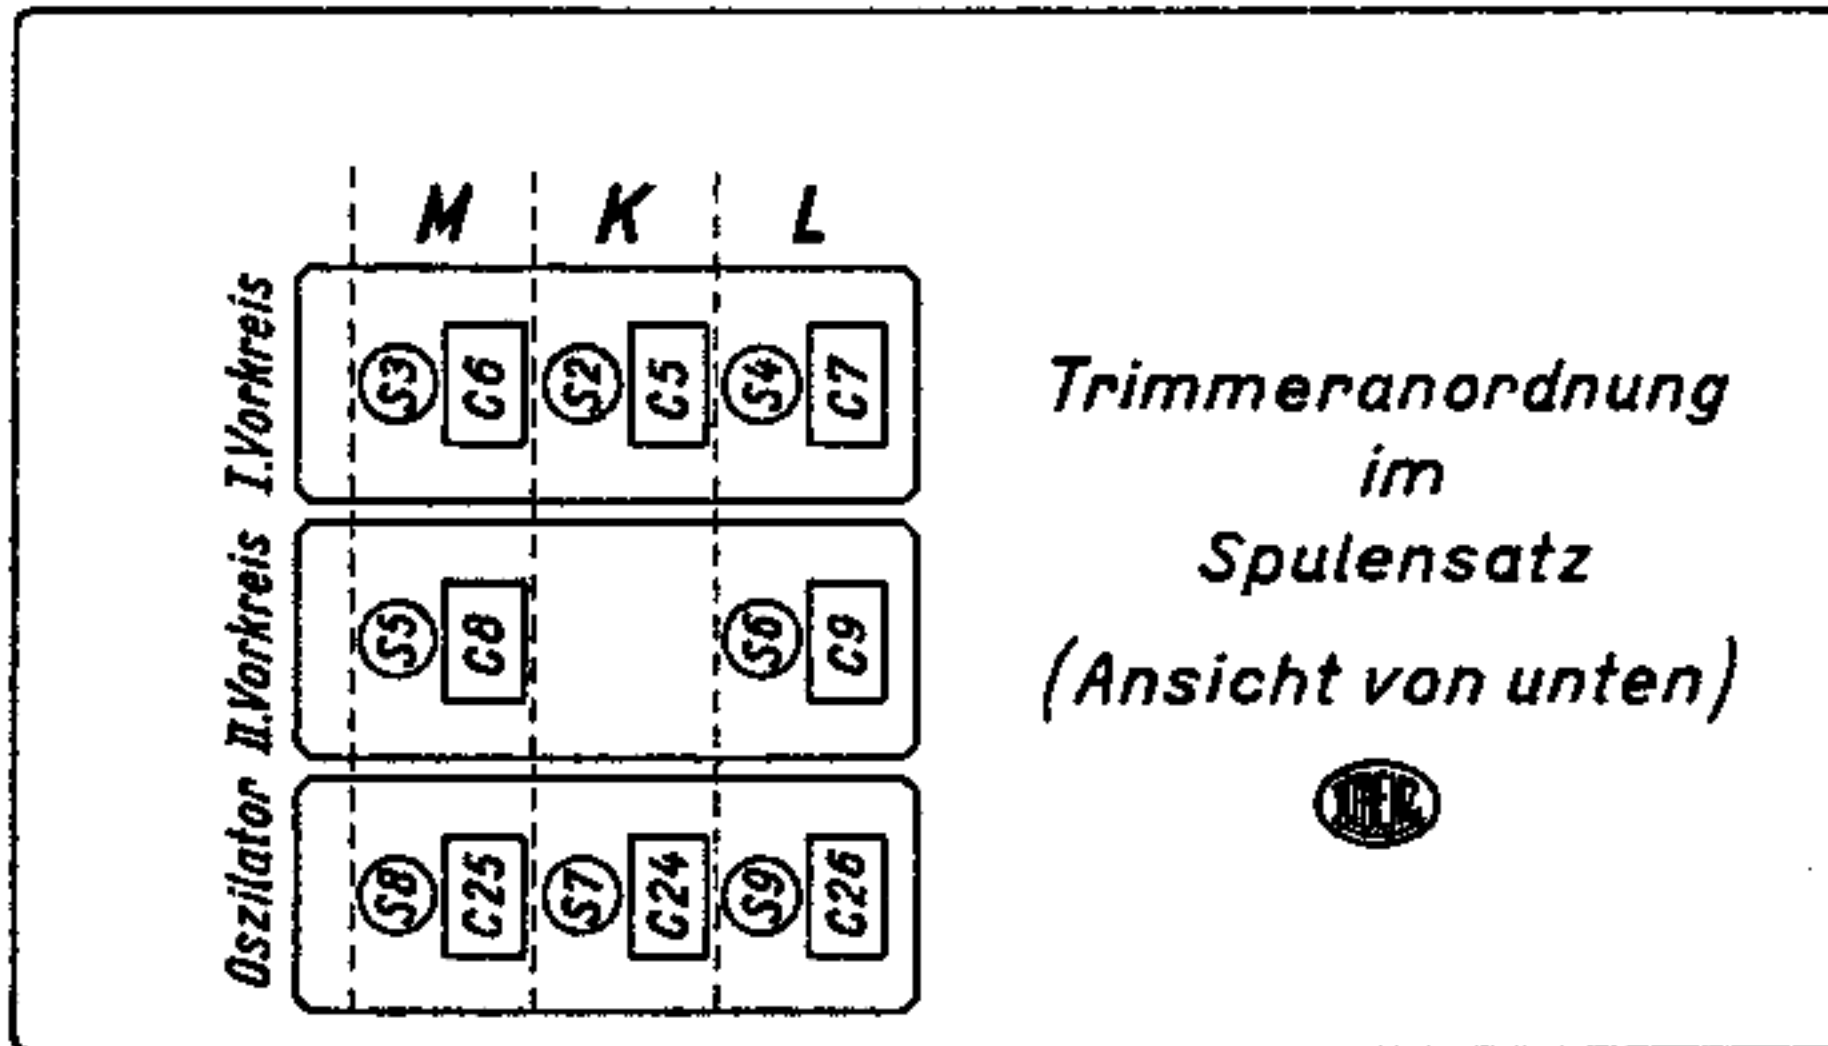 M K L
I.Vorkreis S3 C6 S2 C5 S4 C7
II.Vorkreis S5 C8 S6 C9
Oszilator S8 C25 S7 C24 S9 C26
Trimmeranordnung
im
Spulensatz
(Ansicht von unten)